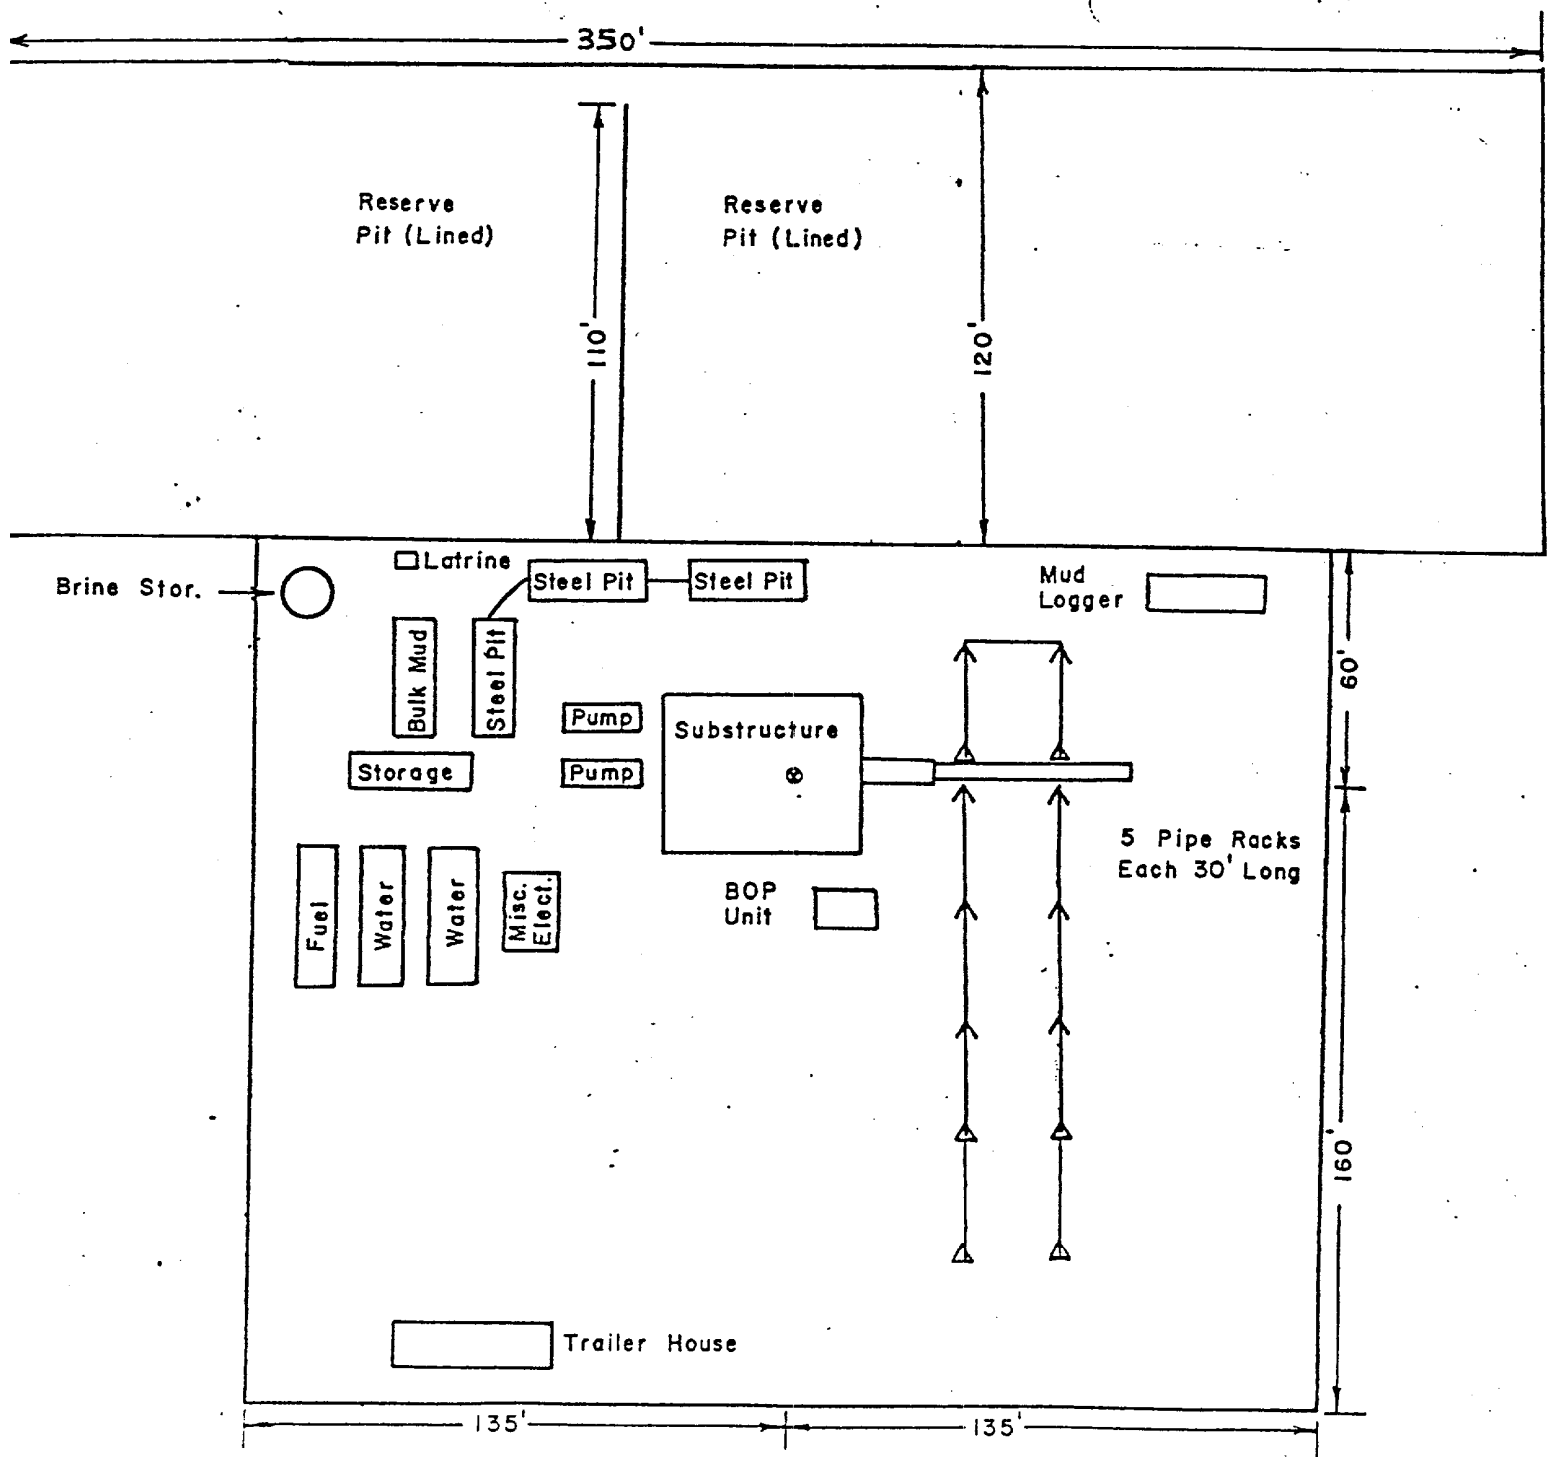 350'
Reserve
Pit (Lined)
Reserve
Pit (Lined)
110'
120'
Latrine
Brine Stor.
Steel Pit
Steel Pit
Mud
Logger
Bulk Mud
Steel Pit
60'
Pump
Substructure
Storage
Pump
5 Pipe Racks
Each 30' Long
Fuel
Water
Water
Misc.
Elect.
BOP
Unit
160'
Trailer House
135'
135'